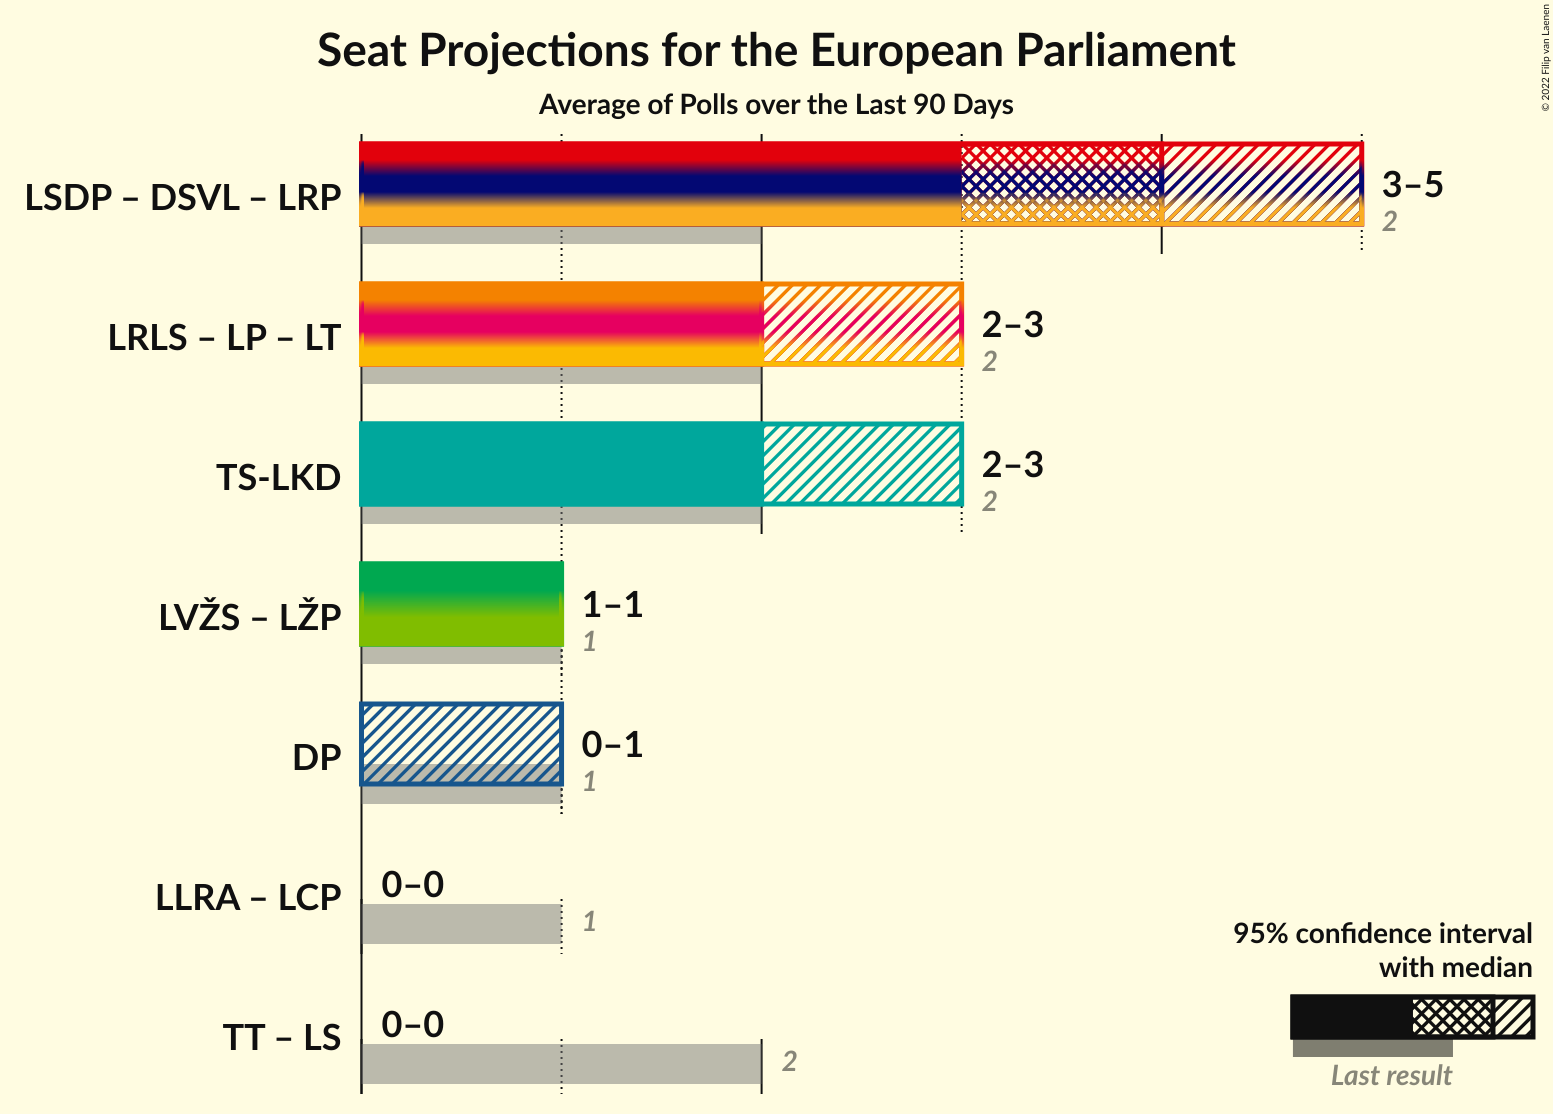 Seat Projections for the European Parliament
Average of Polls over the Last 90 Days
© 2022 Filip van Laenen
LSDP – DSVL – LRP
3–5
2
LRLS – LP – LT
2–3
2
TS-LKD
2–3
2
LVŽS – LŽP
1–1
1
DP
0–1
1
LLRA – LCP
0–0
1
TT – LS
0–0
2
95% confidence interval
with median
Last result